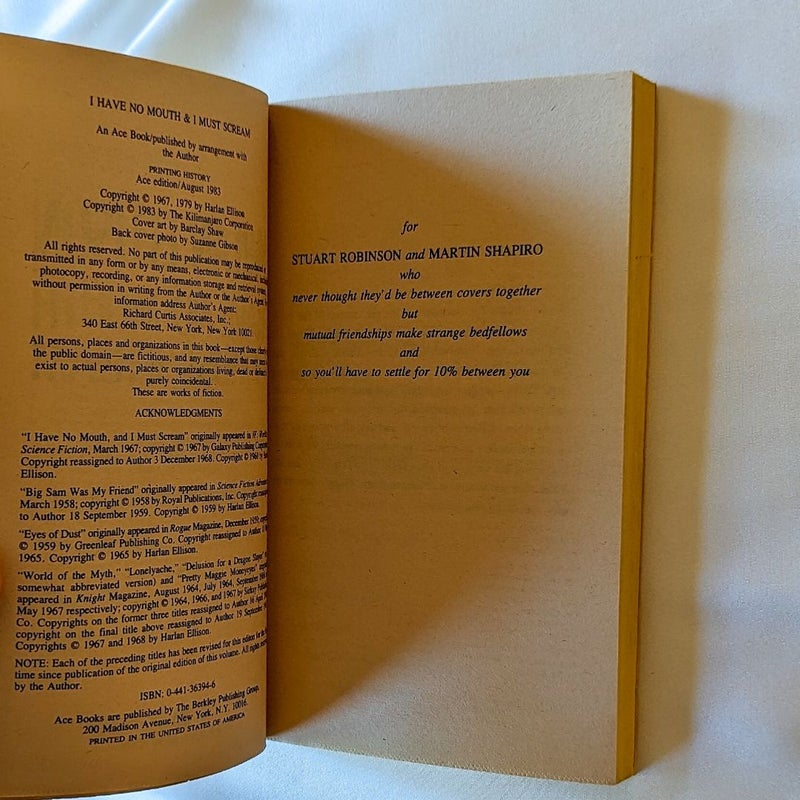 I HAVE NO MOUTH & I MUST SCREAM
An Ace Book/published by arrangement with
the Author
PRINTING HISTORY
Ace edition/August 1983
Copyright © 1967, 1979 by Harlan Ellison
Copyright © 1983 by The Kilimanjaro Corporation
Cover art by Barclay Shaw
Back cover photo by Suzanne Gibson
All rights reserved. No part of this publication may be reproduced
transmitted in any form or by any means, electronic or mechanical,
photocopy, recording, or any information storage and retrieval
without permission in writing from the Author or the Author's Agent
information address Author's Agent:
Richard Curtis Associates, Inc.;
340 East 66th Street, New York, New York 10021.
All persons, places and organizations in this book—except those
the public domain—are fictitious, and any resemblance that may
exist to actual persons, places or organizations living, dead or
purely coincidental.
These are works of fiction.
ACKNOWLEDGMENTS
"I Have No Mouth, and I Must Scream" originally appeared in IF:
Science Fiction, March 1967; copyright © 1967 by Galaxy Publishing
Copyright reassigned to Author 3 December 1968. Copyright © by
Ellison.
"Big Sam Was My Friend" originally appeared in Science Fiction
March 1958; copyright © 1958 by Royal Publications, Inc. Copyright
to Author 18 September 1959. Copyright © 1959 by Harlan Ellison.
"Eyes of Dust" originally appeared in Rogue Magazine, December 1959;
© 1959 by Greenleaf Publishing Co. Copyright reassigned to Author
1965. Copyright © 1965 by Harlan Ellison.
"World of the Myth," "Lonelyache," "Delusion for a Dragon Slayer"
somewhat abbreviated version) and "Pretty Maggie Moneyeyes"
appeared in Knight Magazine, August 1964, July 1964, September
May 1967 respectively; copyright © 1964, 1966, and 1967 by Sirkay
Co. Copyrights on the former three titles reassigned to Author
copyright on the final title above reassigned to Author 19 September
Copyrights © 1967 and 1968 by Harlan Ellison.
NOTE: Each of the preceding titles has been revised for this edition for the
time since publication of the original edition of this volume. All rights
by the Author.
ISBN: 0-441-36394-6
Ace Books are published by The Berkley Publishing Group,
200 Madison Avenue, New York, N.Y. 10016.
PRINTED IN THE UNITED STATES OF AMERICA
for
STUART ROBINSON and MARTIN SHAPIRO
who
never thought they'd be between covers together
but
mutual friendships make strange bedfellows
and
so you'll have to settle for 10% between you